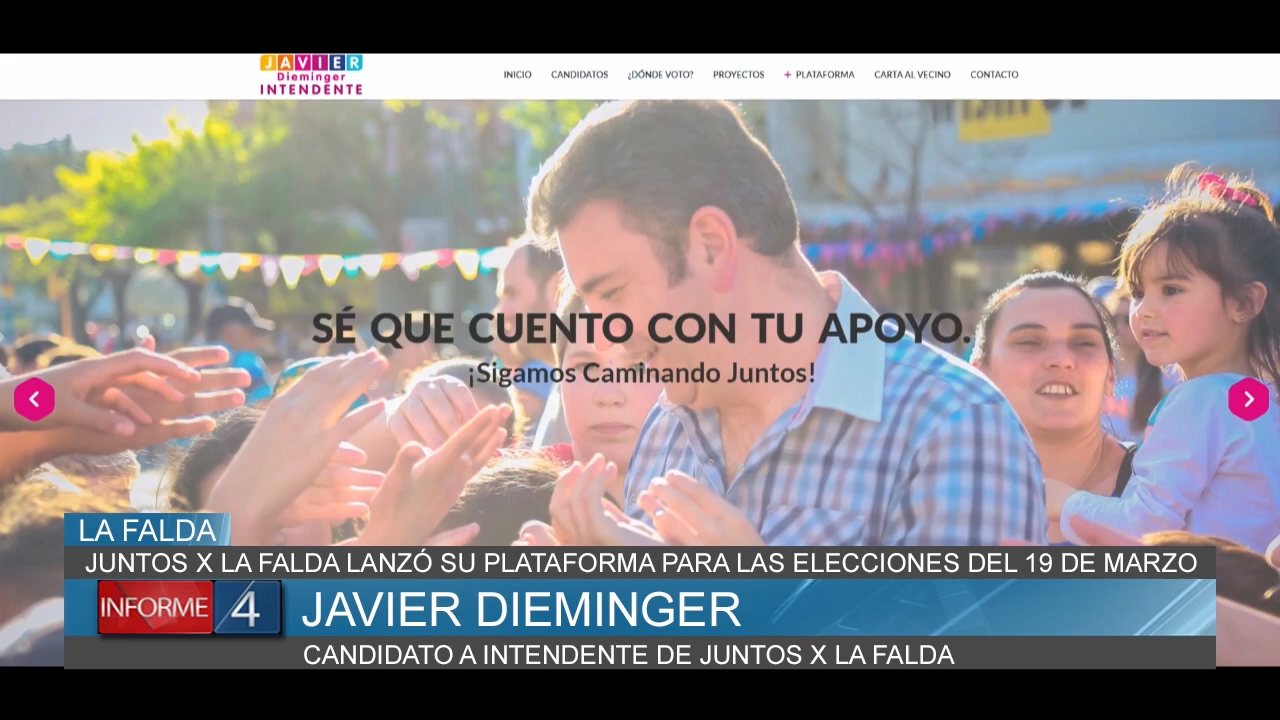 JAVIER
Dieminger
INTENDENTE
INICIO CANDIDATOS ¿DÓNDE VOTO? PROYECTOS + PLATAFORMA CARTA AL VECINO CONTACTO
SÉ QUE CUENTO CON TU APOYO.
¡Sigamos Caminando Juntos!
LA FALDA
JUNTOS X LA FALDA LANZÓ SU PLATAFORMA PARA LAS ELECCIONES DEL 19 DE MARZO
INFORME 4 JAVIER DIEMINGER
CANDIDATO A INTENDENTE DE JUNTOS X LA FALDA